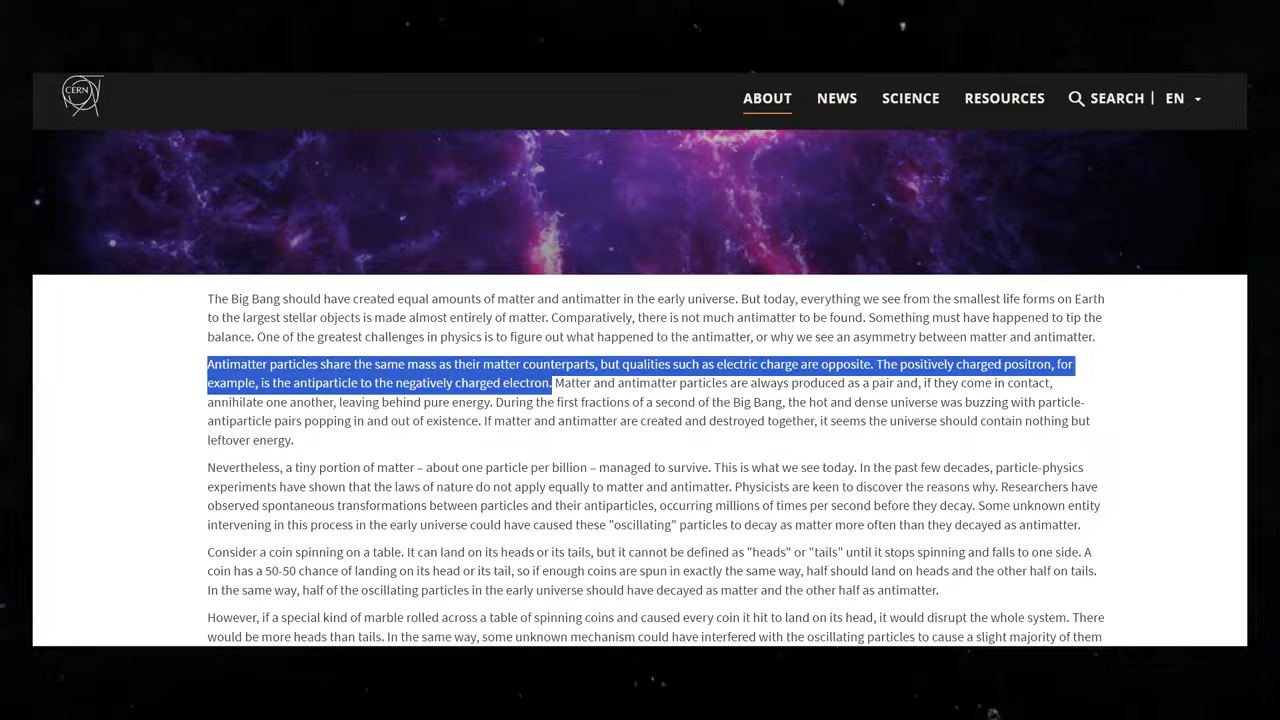 CERN
ABOUT NEWS SCIENCE RESOURCES SEARCH | EN
The Big Bang should have created equal amounts of matter and antimatter in the early universe. But today, everything we see from the smallest life forms on Earth
to the largest stellar objects is made almost entirely of matter. Comparatively, there is not much antimatter to be found. Something must have happened to tip the
balance. One of the greatest challenges in physics is to figure out what happened to the antimatter, or why we see an asymmetry between matter and antimatter.
Antimatter particles share the same mass as their matter counterparts, but qualities such as electric charge are opposite. The positively charged positron, for
example, is the antiparticle to the negatively charged electron. Matter and antimatter particles are always produced as a pair and, if they come in contact,
annihilate one another, leaving behind pure energy. During the first fractions of a second of the Big Bang, the hot and dense universe was buzzing with particle-
antiparticle pairs popping in and out of existence. If matter and antimatter are created and destroyed together, it seems the universe should contain nothing but
leftover energy.
Nevertheless, a tiny portion of matter – about one particle per billion – managed to survive. This is what we see today. In the past few decades, particle-physics
experiments have shown that the laws of nature do not apply equally to matter and antimatter. Physicists are keen to discover the reasons why. Researchers have
observed spontaneous transformations between particles and their antiparticles, occurring millions of times per second before they decay. Some unknown entity
intervening in this process in the early universe could have caused these "oscillating" particles to decay as matter more often than they decayed as antimatter.
Consider a coin spinning on a table. It can land on its heads or its tails, but it cannot be defined as "heads" or "tails" until it stops spinning and falls to one side. A
coin has a 50-50 chance of landing on its head or its tail, so if enough coins are spun in exactly the same way, half should land on heads and the other half on tails.
In the same way, half of the oscillating particles in the early universe should have decayed as matter and the other half as antimatter.
However, if a special kind of marble rolled across a table of spinning coins and caused every coin it hit to land on its head, it would disrupt the whole system. There
would be more heads than tails. In the same way, some unknown mechanism could have interfered with the oscillating particles to cause a slight majority of them